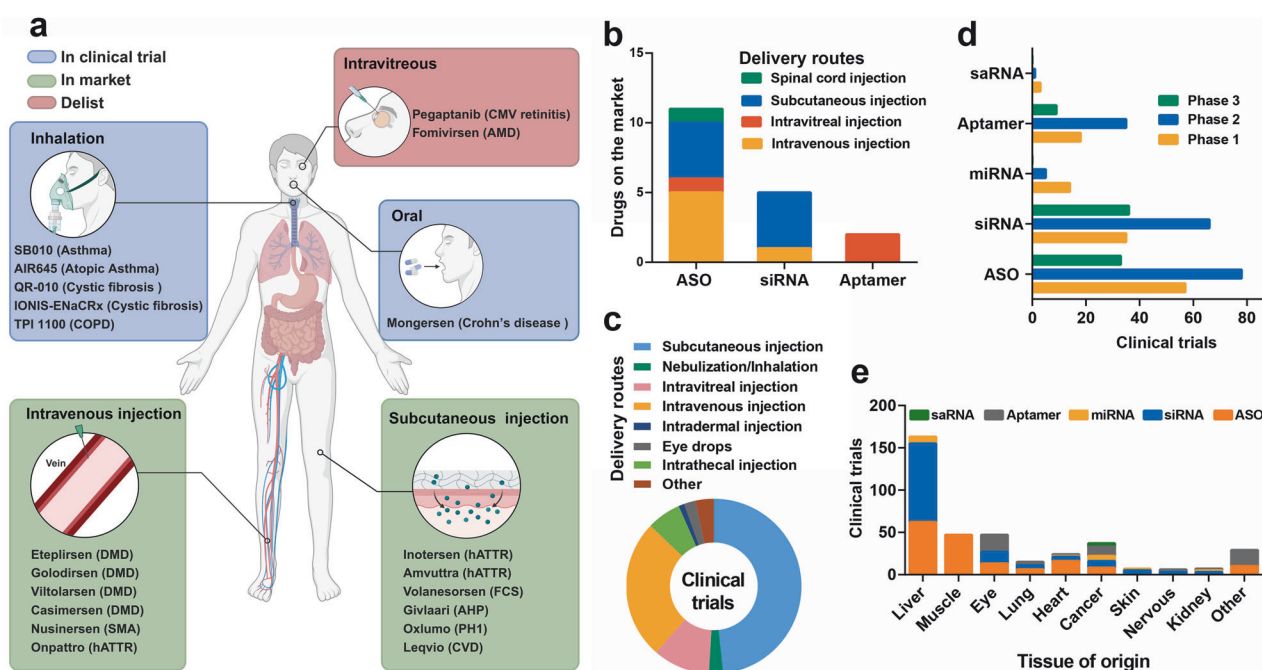 a
In clinical trial
In market
Delist
Inhalation
SB010 (Asthma)
AIR645 (Atopic Asthma)
QR-010 (Cystic fibrosis )
IONIS-ENaCRx (Cystic fibrosis)
TPI 1100 (COPD)
Intravitreous
Pegaptanib (CMV retinitis)
Fomivirsen (AMD)
Oral
Mongersen (Crohn's disease )
Intravenous injection
Vein
Eteplirsen (DMD)
Golodirsen (DMD)
Viltolarsen (DMD)
Casimersen (DMD)
Nusinersen (SMA)
Onpattro (hATTR)
Subcutaneous injection
Inotersen (hATTR)
Amvuttra (hATTR)
Volanesorsen (FCS)
Givlaari (AHP)
Oxlumo (PH1)
Leqvio (CVD)
b
Drugs on the market
15
10
5
0
Delivery routes
Spinal cord injection
Subcutaneous injection
Intravitreal injection
Intravenous injection
ASO
siRNA
Aptamer
c
Delivery routes
Subcutaneous injection
Nebulization/Inhalation
Intravitreal injection
Intravenous injection
Intradermal injection
Eye drops
Intrathecal injection
Other
Clinical
trials
d
saRNA
Aptamer
miRNA
siRNA
ASO
Phase 3
Phase 2
Phase 1
0 20 40 60 80
Clinical trials
e
Clinical trials
200
150
100
50
0
saRNA Aptamer miRNA siRNA ASO
Liver
Muscle
Eye
Lung
Heart
Cancer
Skin
Nervous
Kidney
Other
Tissue of origin